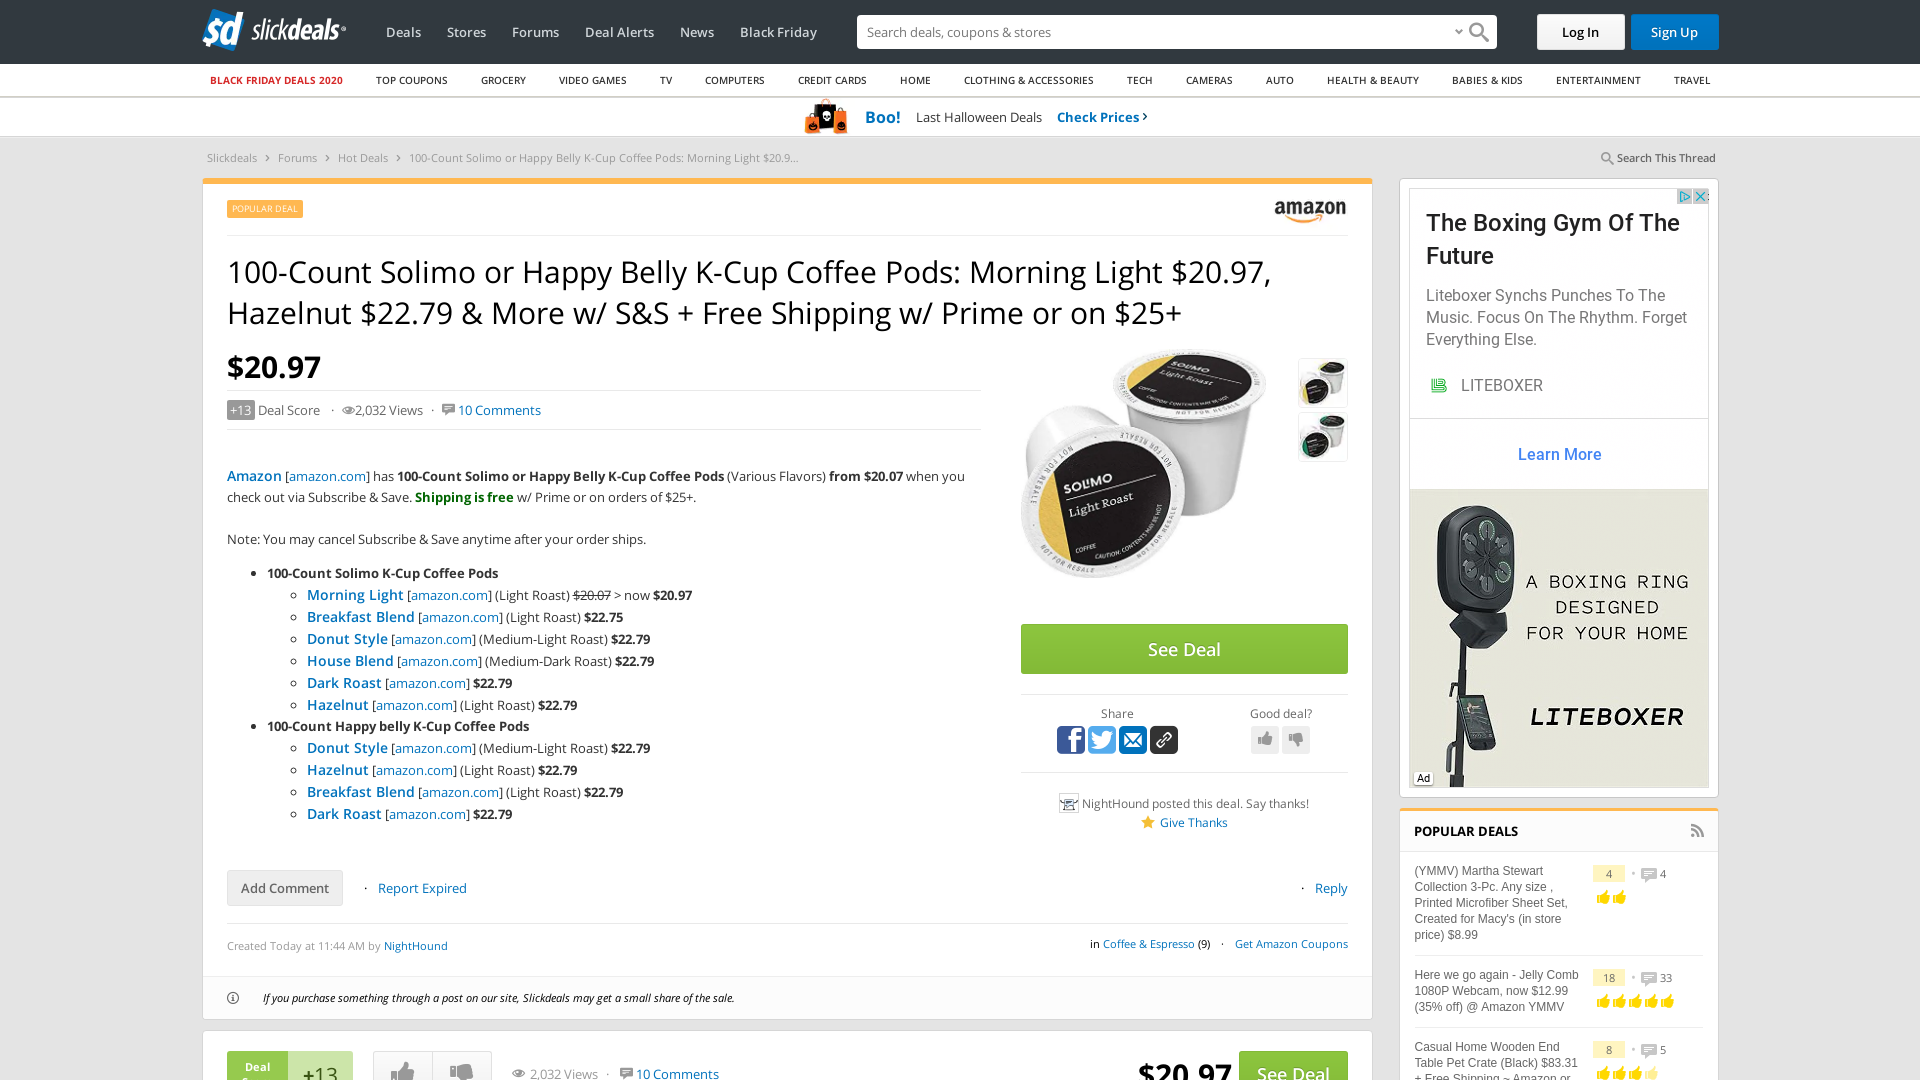 slickdeals
Deals
Stores
Forums
Deal Alerts
News
Black Friday
Search deals, coupons & stores
Log In
Sign Up
BLACK FRIDAY DEALS 2020
TOP COUPONS
GROCERY
VIDEO GAMES
TV
COMPUTERS
CREDIT CARDS
HOME
CLOTHING & ACCESSORIES
TECH
CAMERAS
AUTO
HEALTH & BEAUTY
BABIES & KIDS
ENTERTAINMENT
TRAVEL
Boo! Last Halloween Deals Check Prices
Slickdeals > Forums > Hot Deals > 100-Count Solimo or Happy Belly K-Cup Coffee Pods: Morning Light $20.9...
Search This Thread
POPULAR DEAL
amazon
100-Count Solimo or Happy Belly K-Cup Coffee Pods: Morning Light $20.97,
Hazelnut $22.79 & More w/ S&S + Free Shipping w/ Prime or on $25+
$20.97
+13 Deal Score · 2,032 Views · 10 Comments
Amazon [amazon.com] has 100-Count Solimo or Happy Belly K-Cup Coffee Pods (Various Flavors) from $20.07 when you
check out via Subscribe & Save. Shipping is free w/ Prime or on orders of $25+.
Note: You may cancel Subscribe & Save anytime after your order ships.
100-Count Solimo K-Cup Coffee Pods
Morning Light [amazon.com] (Light Roast) $20.07 > now $20.97
Breakfast Blend [amazon.com] (Light Roast) $22.75
Donut Style [amazon.com] (Medium-Light Roast) $22.79
House Blend [amazon.com] (Medium-Dark Roast) $22.79
Dark Roast [amazon.com] $22.79
Hazelnut [amazon.com] (Light Roast) $22.79
100-Count Happy belly K-Cup Coffee Pods
Donut Style [amazon.com] (Medium-Light Roast) $22.79
Hazelnut [amazon.com] (Light Roast) $22.79
Breakfast Blend [amazon.com] (Light Roast) $22.79
Dark Roast [amazon.com] $22.79
SOLIMO
Light Roast
COFFEE
NOT FOR RESALE
SOLIMO
Light Roast
COFFEE
CAUTION, CONTENTS MAY BE HOT
NOT FOR RESALE
See Deal
Share
Good deal?
NightHound posted this deal. Say thanks!
Give Thanks
Add Comment
· Report Expired
· Reply
Created Today at 11:44 AM by NightHound
in Coffee & Espresso (9) · Get Amazon Coupons
If you purchase something through a post on our site, Slickdeals may get a small share of the sale.
Deal
+13
2,032 Views · 10 Comments
$20.97
See Deal
The Boxing Gym Of The
Future
Liteboxer Synchs Punches To The
Music. Focus On The Rhythm. Forget
Everything Else.
LITEBOXER
Learn More
A BOXING RING
DESIGNED
FOR YOUR HOME
LITEBOXER
Ad
POPULAR DEALS
(YMMV) Martha Stewart
Collection 3-Pc. Any size ,
Printed Microfiber Sheet Set,
Created for Macy's (in store
price) $8.99
4 · 4
Here we go again - Jelly Comb
1080P Webcam, now $12.99
(35% off) @ Amazon YMMV
18 · 33
Casual Home Wooden End
Table Pet Crate (Black) $83.31
+ Free Shipping ~ Amazon or
8 · 5